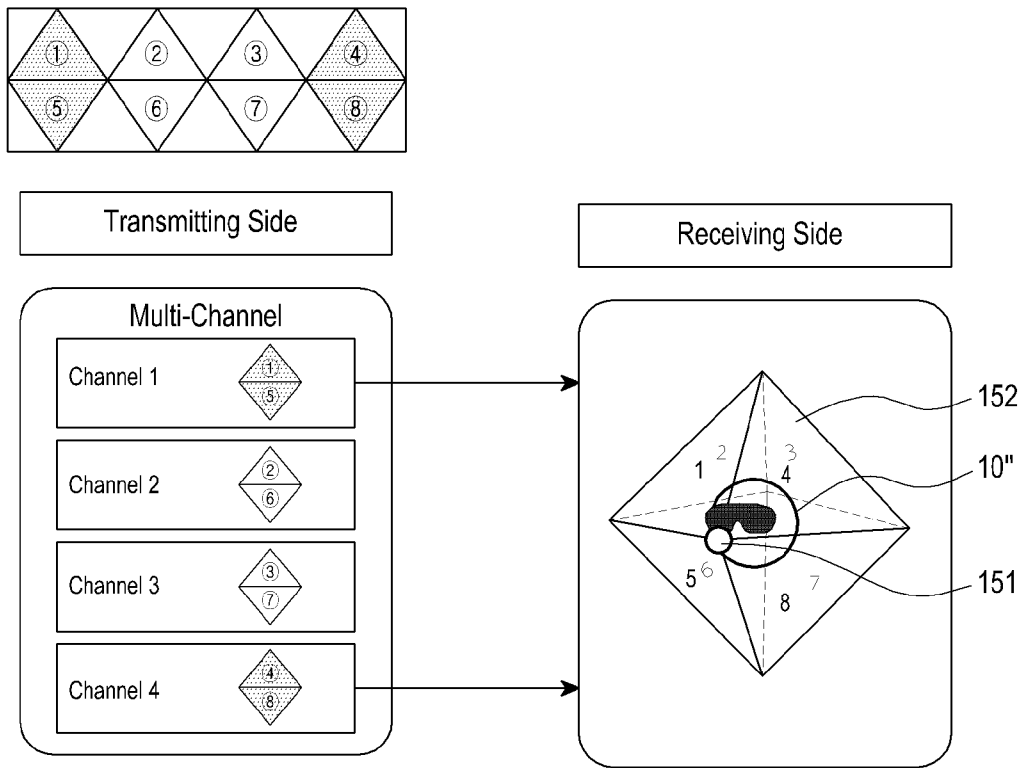 ① ② ③ ④
⑤ ⑥ ⑦ ⑧
Transmitting Side
Receiving Side
Multi-Channel
Channel 1
①
⑤
Channel 2
②
⑥
Channel 3
③
⑦
Channel 4
④
⑧
152
10"
151
1 2 3 4
5 6 7 8